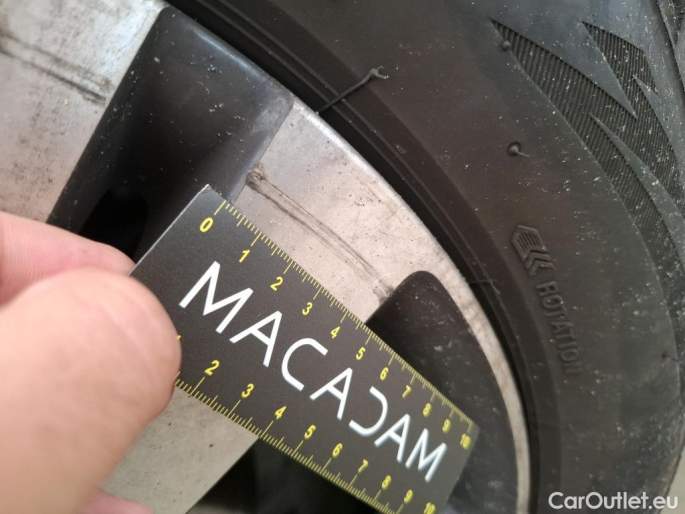 ROTATION
0 1 2 3 4 5 6 7 8 9 10
MACADAM
1 2 3 4 5 6 7 8 9 10
CarOutlet.eu